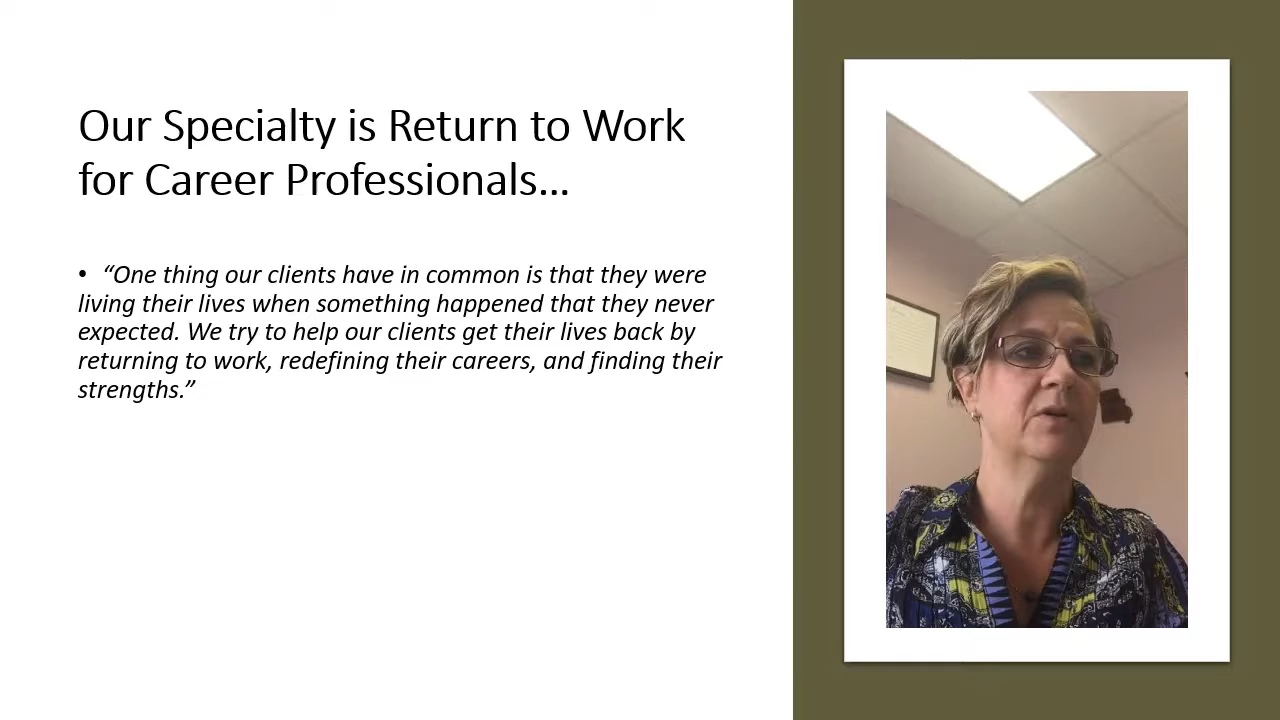 Our Specialty is Return to Work
for Career Professionals…
• “One thing our clients have in common is that they were
living their lives when something happened that they never
expected. We try to help our clients get their lives back by
returning to work, redefining their careers, and finding their
strengths.”